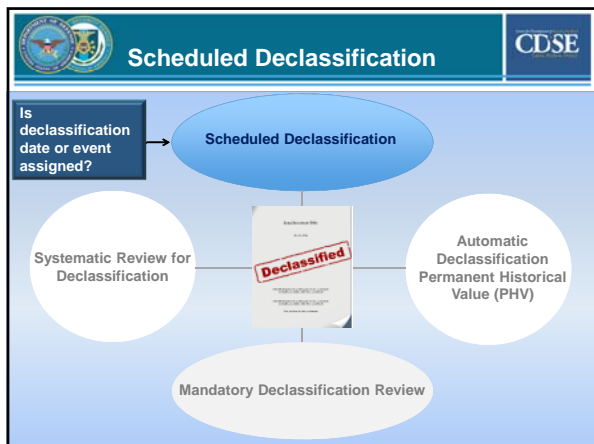 Scheduled Declassification
CDSE
Is
declassification
date or event
assigned?
Scheduled Declassification
Systematic Review for
Declassification
Declassified
Automatic
Declassification
Permanent Historical
Value (PHV)
Mandatory Declassification Review